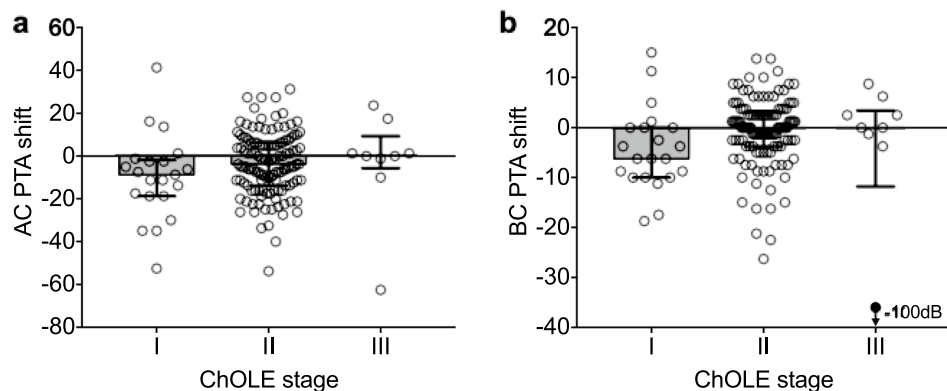 a
AC PTA shift
60
40
20
0
-20
-40
-60
-80
I II III
ChOLE stage
b
BC PTA shift
20
10
0
-10
-20
-30
-40
-100dB
I II III
ChOLE stage